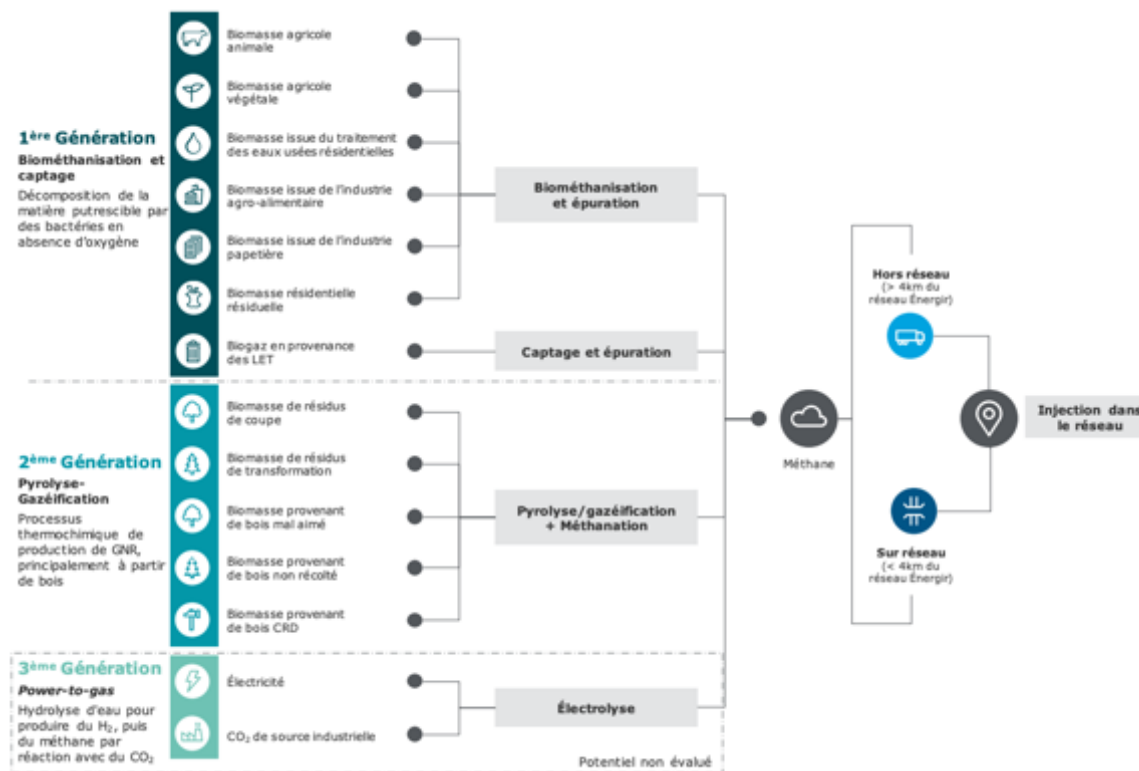 1ère Génération
Biométhanisation et
captage
Décomposition de la
matière putrescible par
des bactéries en
absence d'oxygène
Biomasse agricole
animale
Biomasse agricole
végétale
Biomasse issue du traitement
des eaux usées résidentielles
Biomasse issue de l'industrie
agro-alimentaire
Biomasse issue de l'industrie
papetière
Biomasse résidentielle
résiduelle
Biogaz en provenance
des LET
Biométhanisation
et épuration
Captage et épuration
2ème Génération
Pyrolyse-
Gazéification
Processus
thermochimique de
production de GNR,
principalement à partir
de bois
Biomasse de résidus
de coupe
Biomasse de résidus
de transformation
Biomasse provenant
de bois mal aimé
Biomasse provenant
de bois non récolté
Biomasse provenant
de bois CRD
Pyrolyse/gazéification
+ Méthanation
3ème Génération
Power-to-gas
Hydrolyse d'eau pour
produire du H₂, puis
du méthane par
réaction avec du CO₂
Électricité
CO₂ de source industrielle
Électrolyse
Potentiel non évalué
Méthane
Hors réseau
(> 4km du
réseau Énergir)
Sur réseau
(< 4km du
réseau Énergir)
Injection dans
le réseau